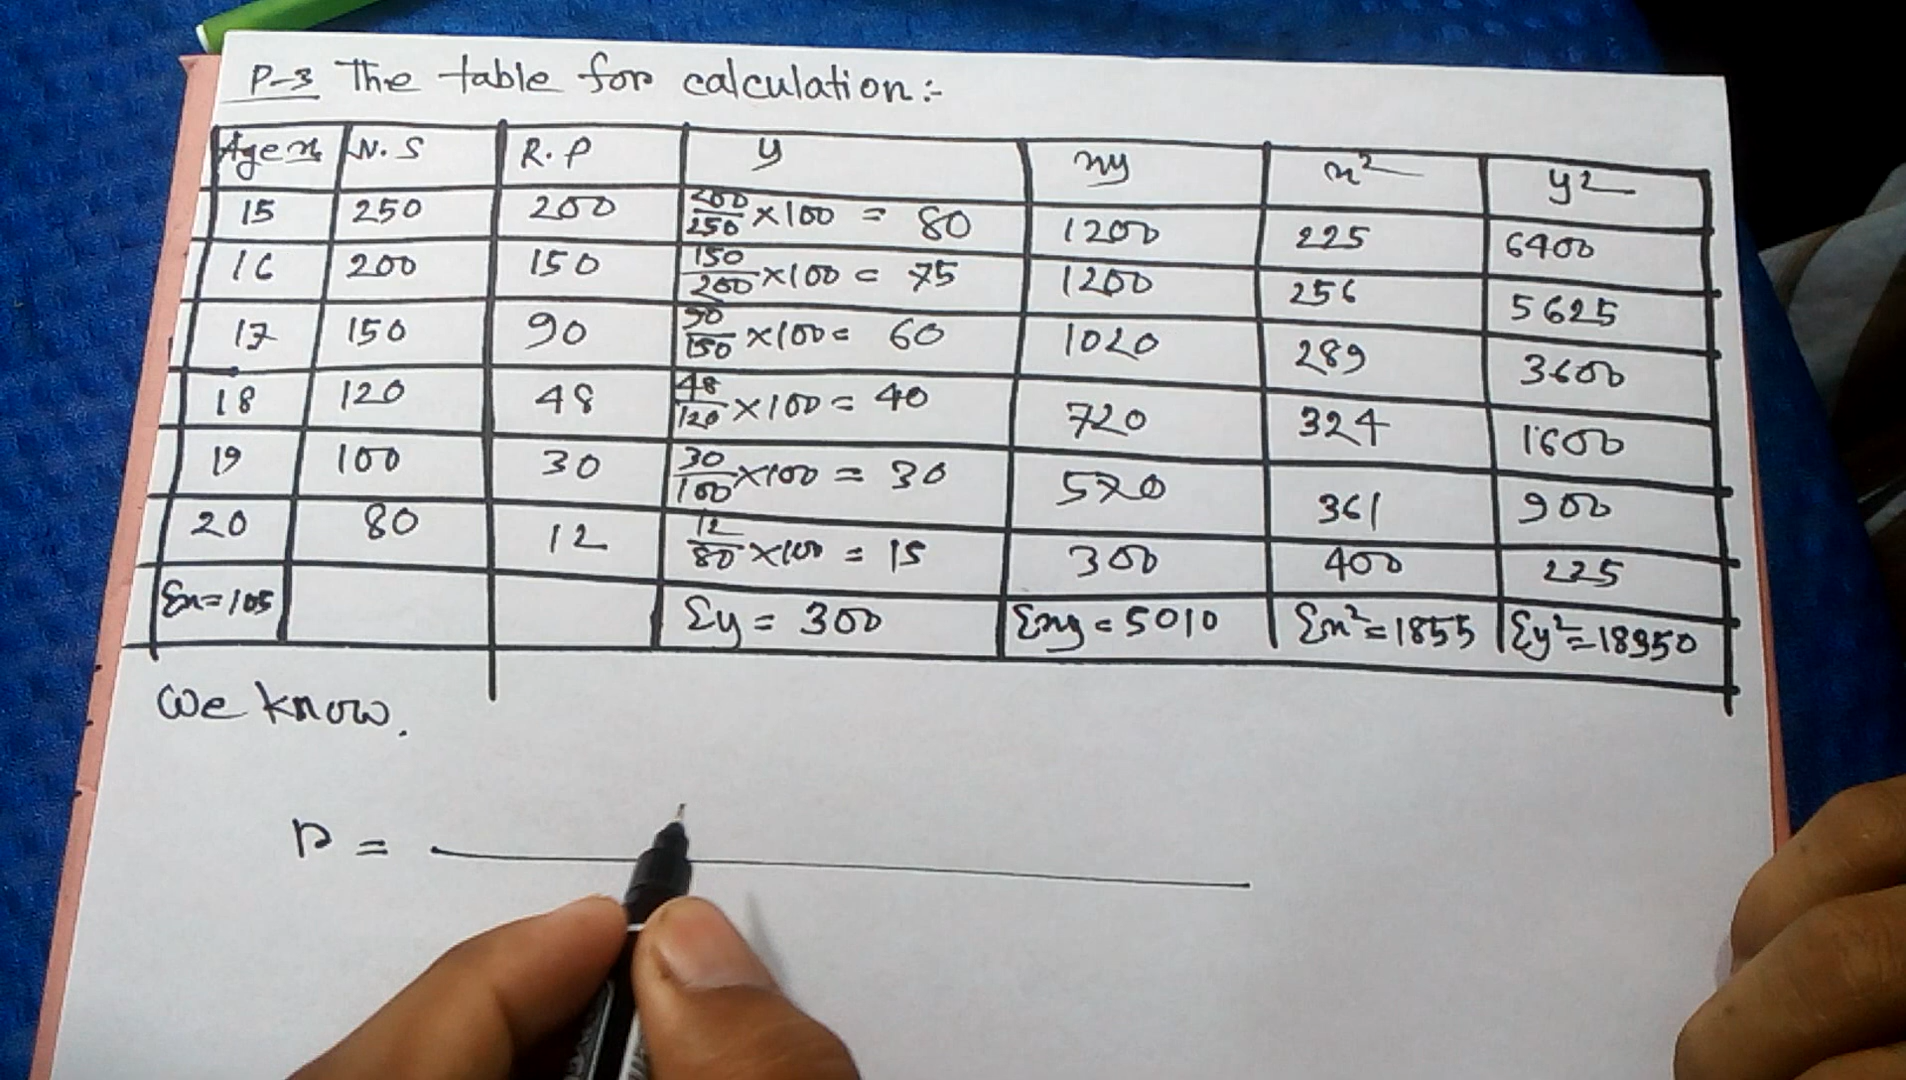 P-3 The table for calculation:-
Age x N.S R.P y xy x² y²
15 250 200 200/250 ×100 = 80 1200 225 6400
16 200 150 150/200 ×100 = 75 1200 256 5625
17 150 90 90/150 ×100 = 60 1020 289 3600
18 120 48 48/120 ×100 = 40 720 324 1600
19 100 30 30/100 ×100 = 30 570 361 900
20 80 12 12/80 ×100 = 15 300 400 225
Σx=105 Σy = 300 Σxy = 5010 Σx²=1855 Σy²=18350
We know.
r =